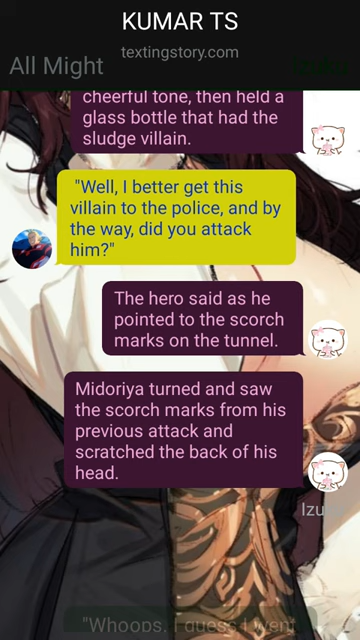 KUMAR TS
textingstory.com
All Might
cheerful tone, then held a
glass bottle that had the
sludge villain.
"Well, I better get this
villain to the police, and by
the way, did you attack
him?"
The hero said as he
pointed to the scorch
marks on the tunnel.
Midoriya turned and saw
the scorch marks from his
previous attack and
scratched the back of his
head.
Izu
"Whoops, I guess I went